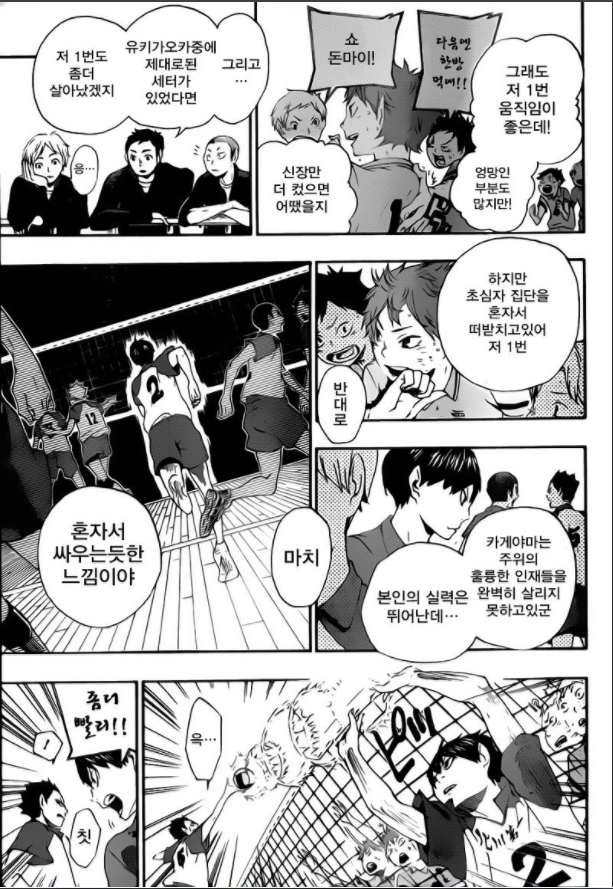 쇼
돈마이!
다음엔
한방
먹여!!
그래도
저 1번
움직임이
좋은데!
엉망인
부분도
많지만!
신장만
더 컸으면
어땠을지
그리고
…
유키가오카중에
제대로된
세터가
있었다면
저 1번도
좀더
살아났겠지
응…
1
하지만
초심자 집단을
혼자서
떠받치고있어
저 1번
반대로
카게야마는
주위의
훌륭한 인재들을
완벽히 살리지
못하고있군
본인의 실력은
뛰어난데…
마치
2
12
혼자서
싸우는듯한
느낌이야
윽…
2
좀더
빨리!!
칫